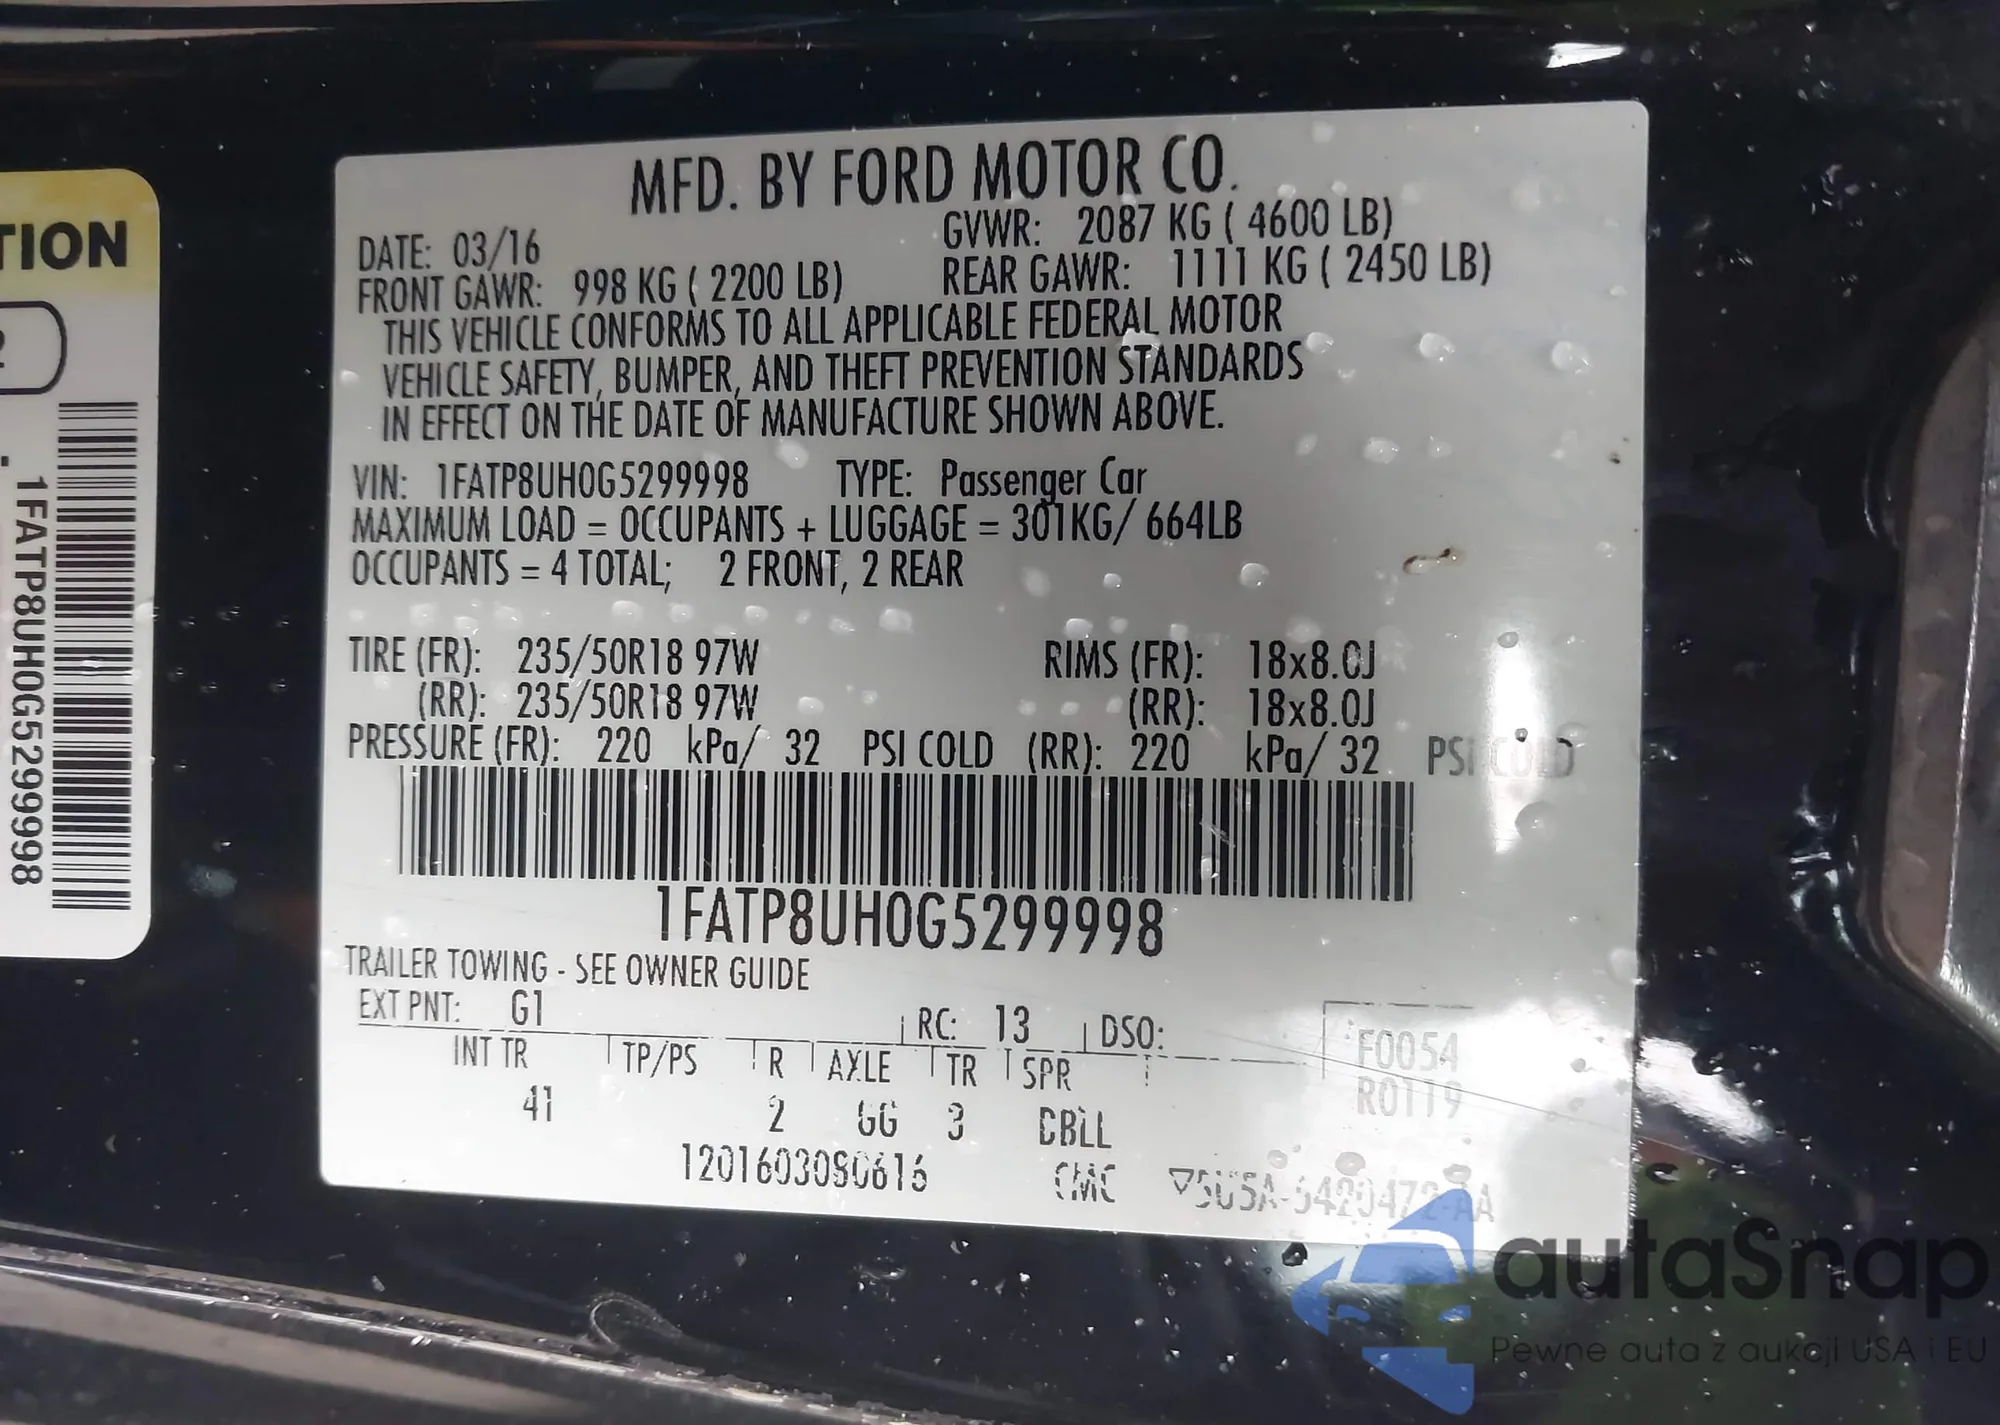 MFD. BY FORD MOTOR CO.
DATE: 03/16 GVWR: 2087 KG ( 4600 LB)
FRONT GAWR: 998 KG ( 2200 LB) REAR GAWR: 1111 KG ( 2450 LB)
THIS VEHICLE CONFORMS TO ALL APPLICABLE FEDERAL MOTOR
VEHICLE SAFETY, BUMPER, AND THEFT PREVENTION STANDARDS
IN EFFECT ON THE DATE OF MANUFACTURE SHOWN ABOVE.
VIN: 1FATP8UH0G5299998 TYPE: Passenger Car
MAXIMUM LOAD = OCCUPANTS + LUGGAGE = 301KG/ 664LB
OCCUPANTS = 4 TOTAL; 2 FRONT, 2 REAR
TIRE (FR): 235/50R18 97W RIMS (FR): 18x8.0J
(RR): 235/50R18 97W (RR): 18x8.0J
PRESSURE (FR): 220 kPa/ 32 PSI COLD (RR): 220 kPa/ 32 PSI COLD
1FATP8UH0G5299998
TRAILER TOWING - SEE OWNER GUIDE
EXT PNT: G1 RC: 13 DSO: F0054
R0119
INT TR TP/PS R AXLE TR SPR
41 2 GG 3 DBLL
CMC
TION
1FATP8UH0G5299998
autaSnap
Pewne auta z aukcji USA i EU